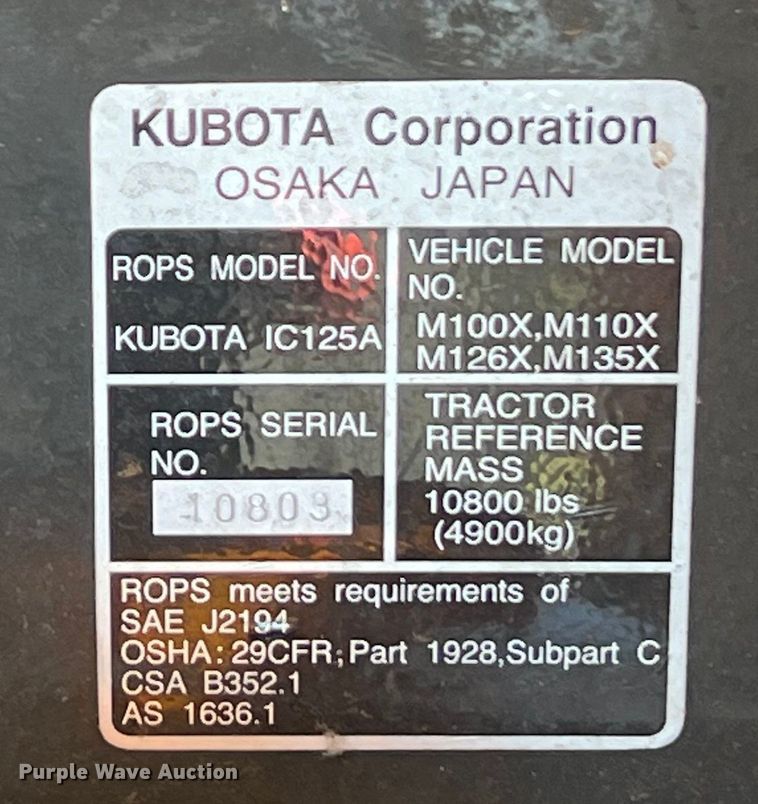 KUBOTA Corporation
OSAKA JAPAN
ROPS MODEL NO.
KUBOTA IC125A
VEHICLE MODEL
NO.
M100X,M110X
M126X,M135X
ROPS SERIAL
NO.
10803
TRACTOR
REFERENCE
MASS
10800 lbs
(4900kg)
ROPS meets requirements of
SAE J2194
OSHA:29CFR;Part 1928,Subpart C
CSA B352.1
AS 1636.1
Purple Wave Auction